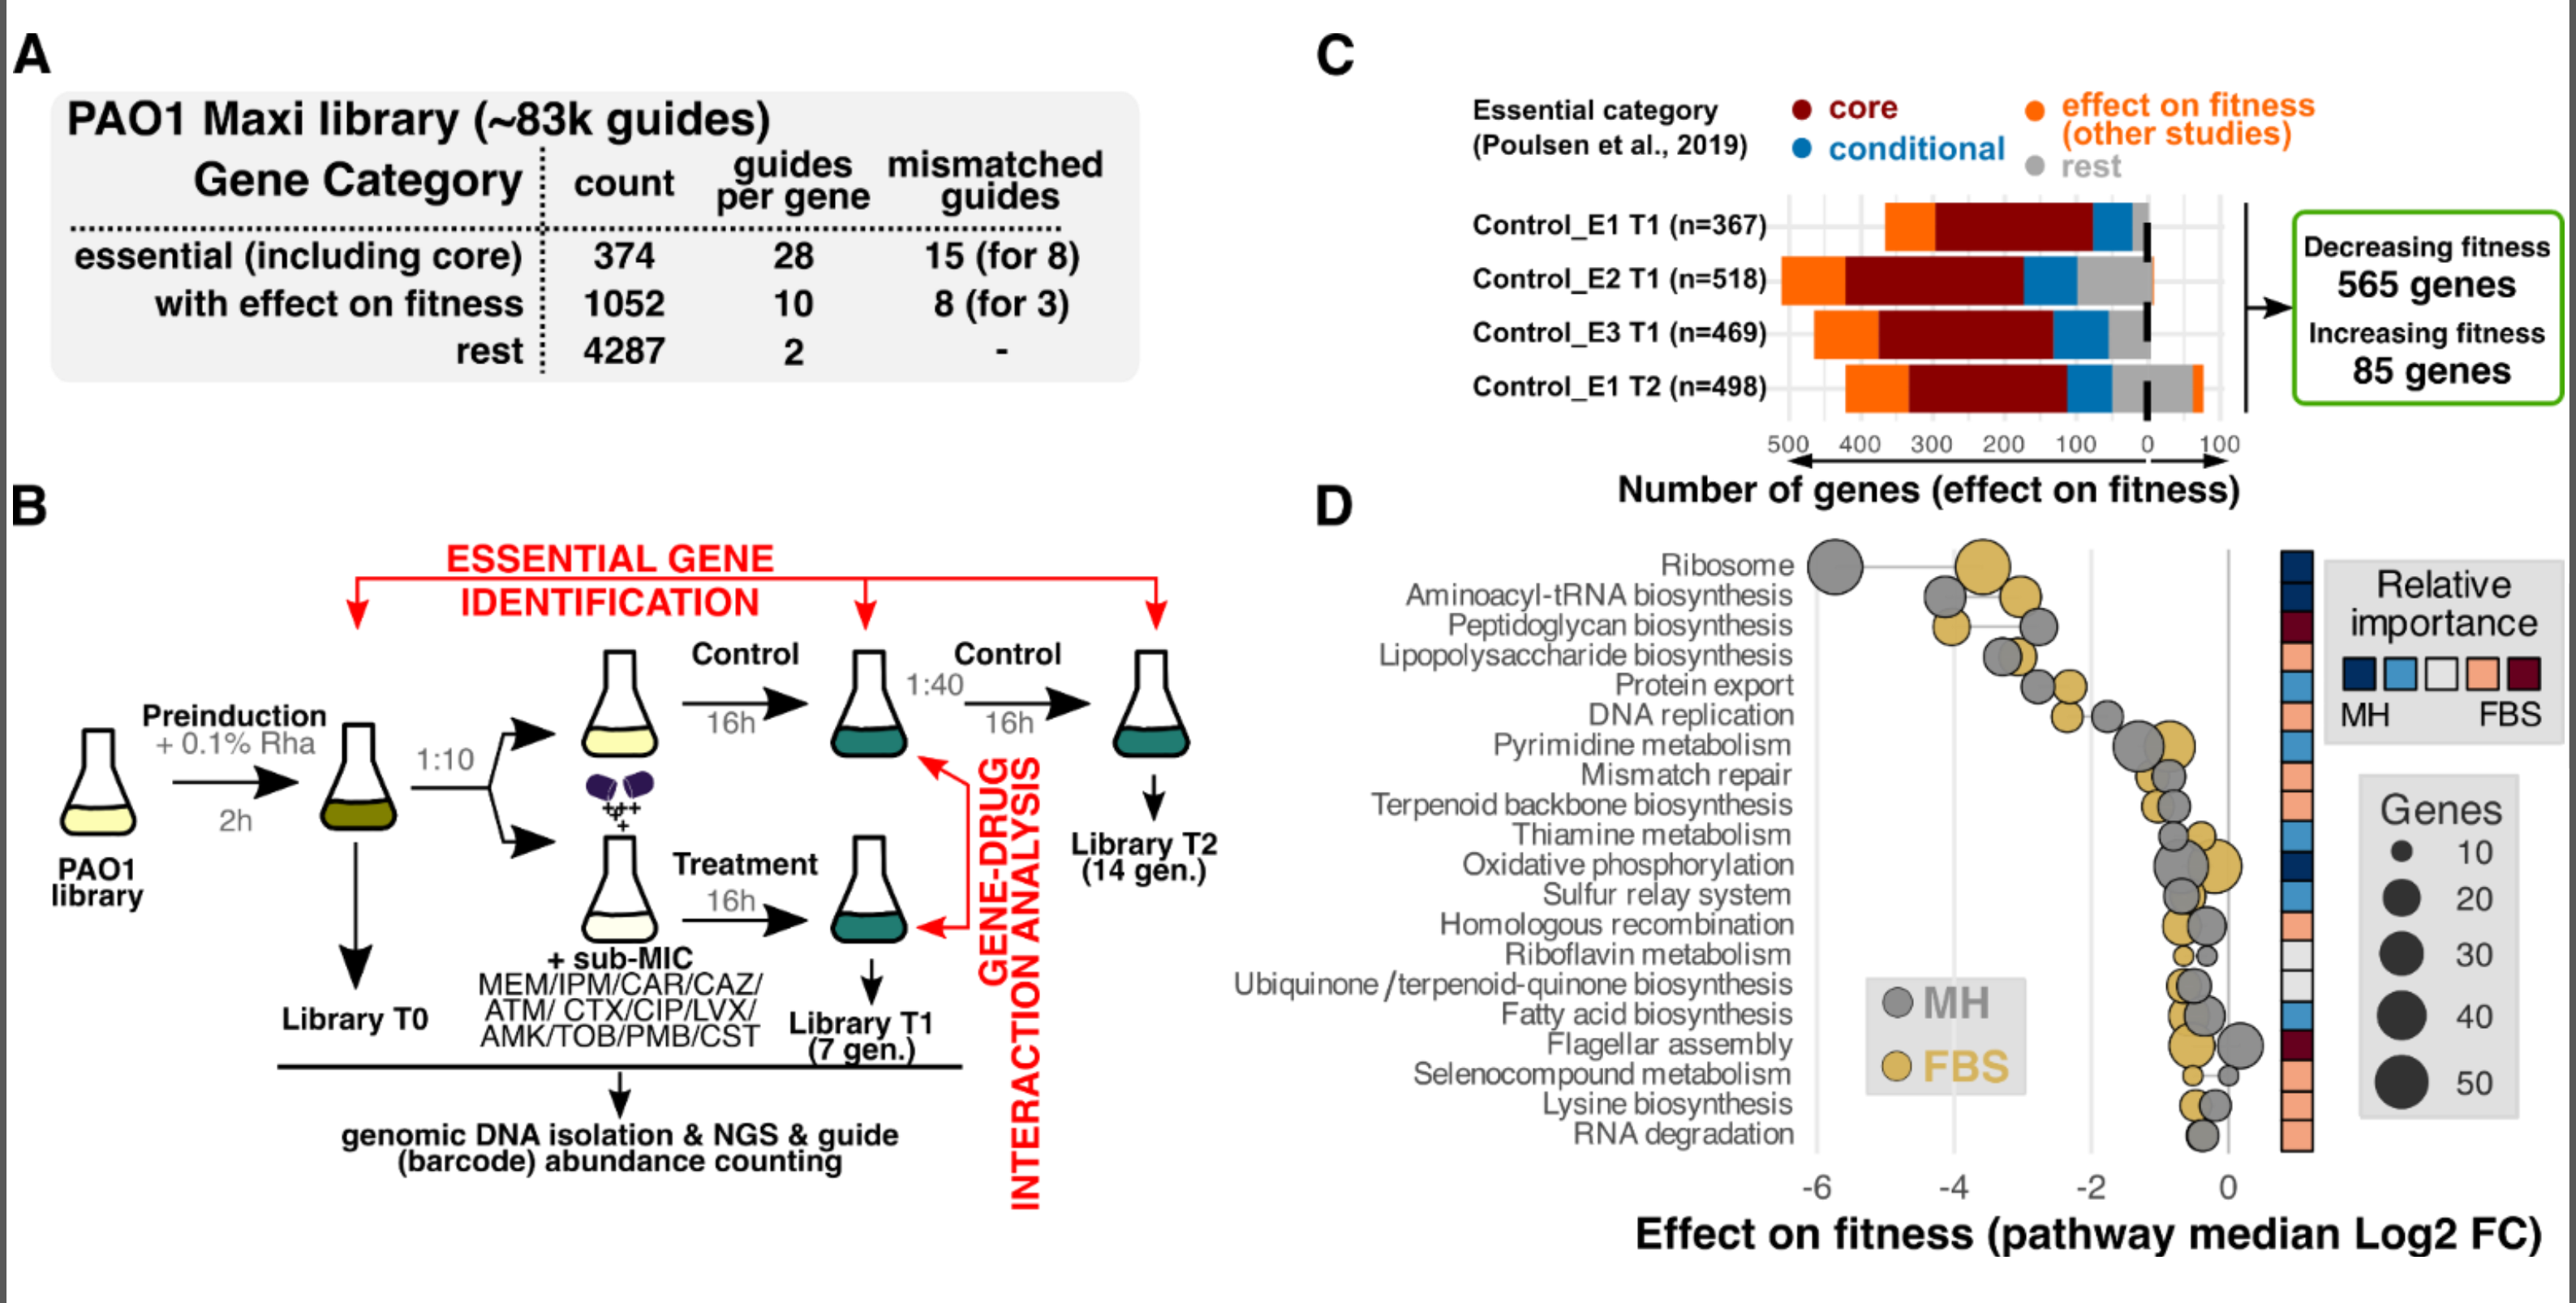 A
PAO1 Maxi library (~83k guides)
Gene Category
count
guides
per gene
mismatched
guides
essential (including core) 374 28 15 (for 8)
with effect on fitness 1052 10 8 (for 3)
rest 4287 2 -
B
ESSENTIAL GENE
IDENTIFICATION
Preinduction
+ 0.1% Rha
2h
1:10
Control
16h
1:40
Control
16h
PAO1
library
Treatment
16h
+ sub-MIC
MEM/IPM/CAR/CAZ/
ATM/ CTX/CIP/LVX/
AMK/TOB/PMB/CST
Library T0
Library T1
(7 gen.)
Library T2
(14 gen.)
GENE-DRUG
INTERACTION ANALYSIS
genomic DNA isolation & NGS & guide
(barcode) abundance counting
C
Essential category
(Poulsen et al., 2019)
core
conditional
effect on fitness
(other studies)
rest
Control_E1 T1 (n=367)
Control_E2 T1 (n=518)
Control_E3 T1 (n=469)
Control_E1 T2 (n=498)
500 400 300 200 100 0 100
Number of genes (effect on fitness)
Decreasing fitness
565 genes
Increasing fitness
85 genes
D
Ribosome
Aminoacyl-tRNA biosynthesis
Peptidoglycan biosynthesis
Lipopolysaccharide biosynthesis
Protein export
DNA replication
Pyrimidine metabolism
Mismatch repair
Terpenoid backbone biosynthesis
Thiamine metabolism
Oxidative phosphorylation
Sulfur relay system
Homologous recombination
Riboflavin metabolism
Ubiquinone/terpenoid-quinone biosynthesis
Fatty acid biosynthesis
Flagellar assembly
Selenocompound metabolism
Lysine biosynthesis
RNA degradation
MH
FBS
-6 -4 -2 0
Effect on fitness (pathway median Log2 FC)
Relative
importance
MH FBS
Genes
10
20
30
40
50